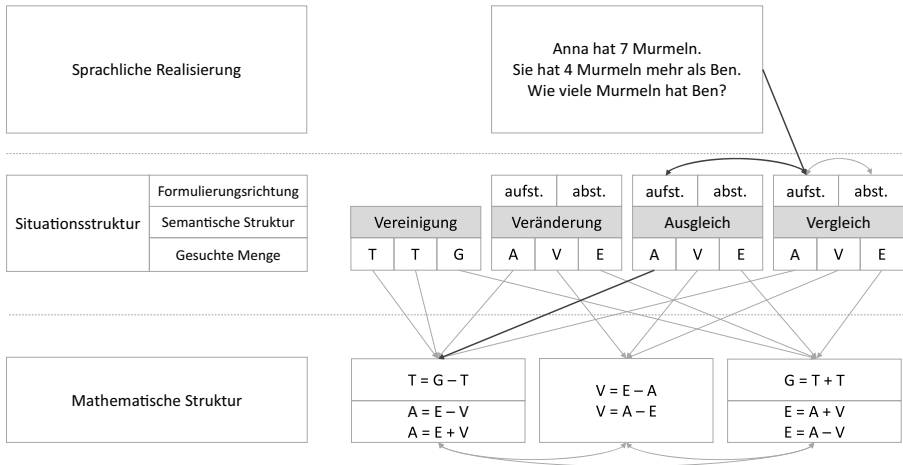 Sprachliche Realisierung
Anna hat 7 Murmeln.
Sie hat 4 Murmeln mehr als Ben.
Wie viele Murmeln hat Ben?
Situationsstruktur
Formulierungsrichtung
aufst. abst. aufst. abst. aufst. abst.
Semantische Struktur
Vereinigung Veränderung Ausgleich Vergleich
Gesuchte Menge
T T G A V E A V E A V E
Mathematische Struktur
T = G – T
A = E – V
A = E + V
V = E – A
V = A – E
G = T + T
E = A + V
E = A – V